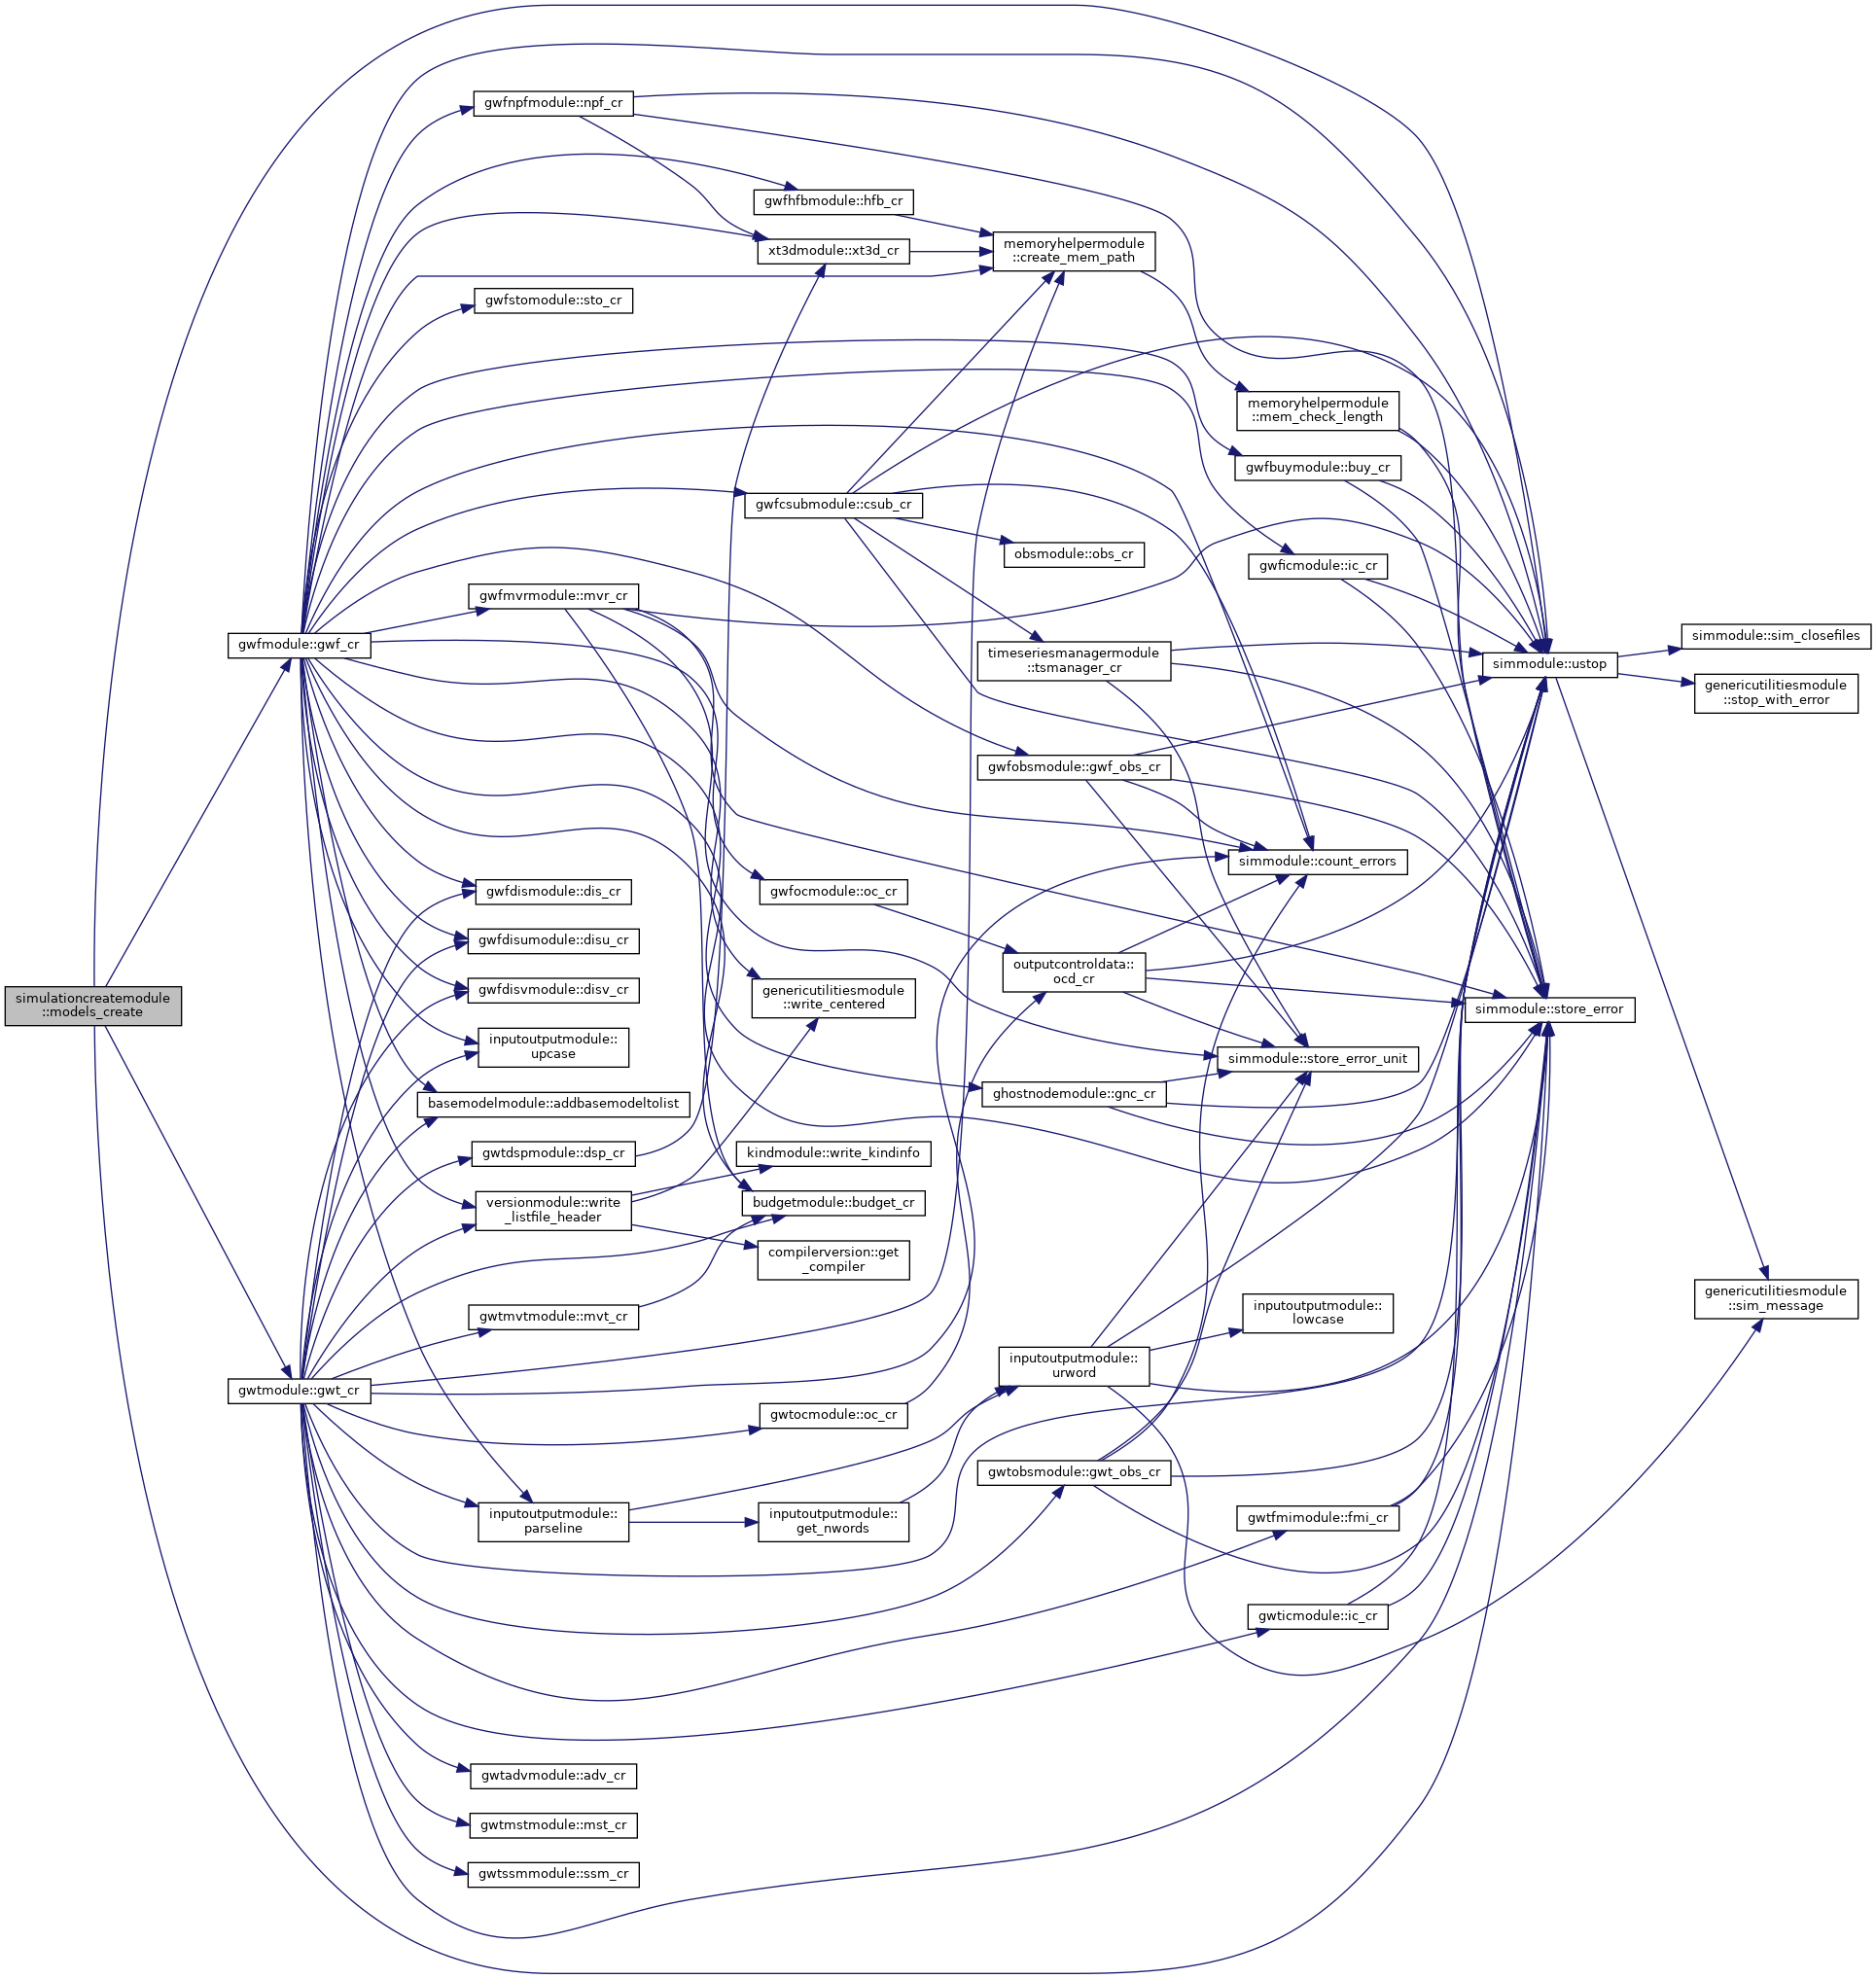 gwfnpfmodule::npf_cr
gwfhfbmodule::hfb_cr
xt3dmodule::xt3d_cr
memoryhelpermodule
::create_mem_path
gwfstomodule::sto_cr
memoryhelpermodule
::mem_check_length
gwfbuymodule::buy_cr
gwfcsubmodule::csub_cr
obsmodule::obs_cr
gwficmodule::ic_cr
gwfmvrmodule::mvr_cr
gwfmodule::gwf_cr
timeseriesmanagermodule
::tsmanager_cr
simmodule::ustop
simmodule::sim_closefiles
genericutilitiesmodule
::stop_with_error
gwfobsmodule::gwf_obs_cr
simmodule::count_errors
gwfdismodule::dis_cr
gwfocmodule::oc_cr
gwfdisumodule::disu_cr
outputcontroldata::
ocd_cr
gwfdisvmodule::disv_cr
genericutilitiesmodule
::write_centered
simulationcreatemodule
::models_create
simmodule::store_error
inputoutputmodule::
upcase
simmodule::store_error_unit
basemodelmodule::addbasemodeltolist
ghostnodemodule::gnc_cr
gwtdspmodule::dsp_cr
kindmodule::write_kindinfo
versionmodule::write
_listfile_header
budgetmodule::budget_cr
compilerversion::get
_compiler
genericutilitiesmodule
::sim_message
gwtmvtmodule::mvt_cr
inputoutputmodule::
lowcase
inputoutputmodule::
urword
gwtmodule::gwt_cr
gwtocmodule::oc_cr
gwtobsmodule::gwt_obs_cr
inputoutputmodule::
parseline
inputoutputmodule::
get_nwords
gwtfmimodule::fmi_cr
gwticmodule::ic_cr
gwtadvmodule::adv_cr
gwtmstmodule::mst_cr
gwtssmmodule::ssm_cr